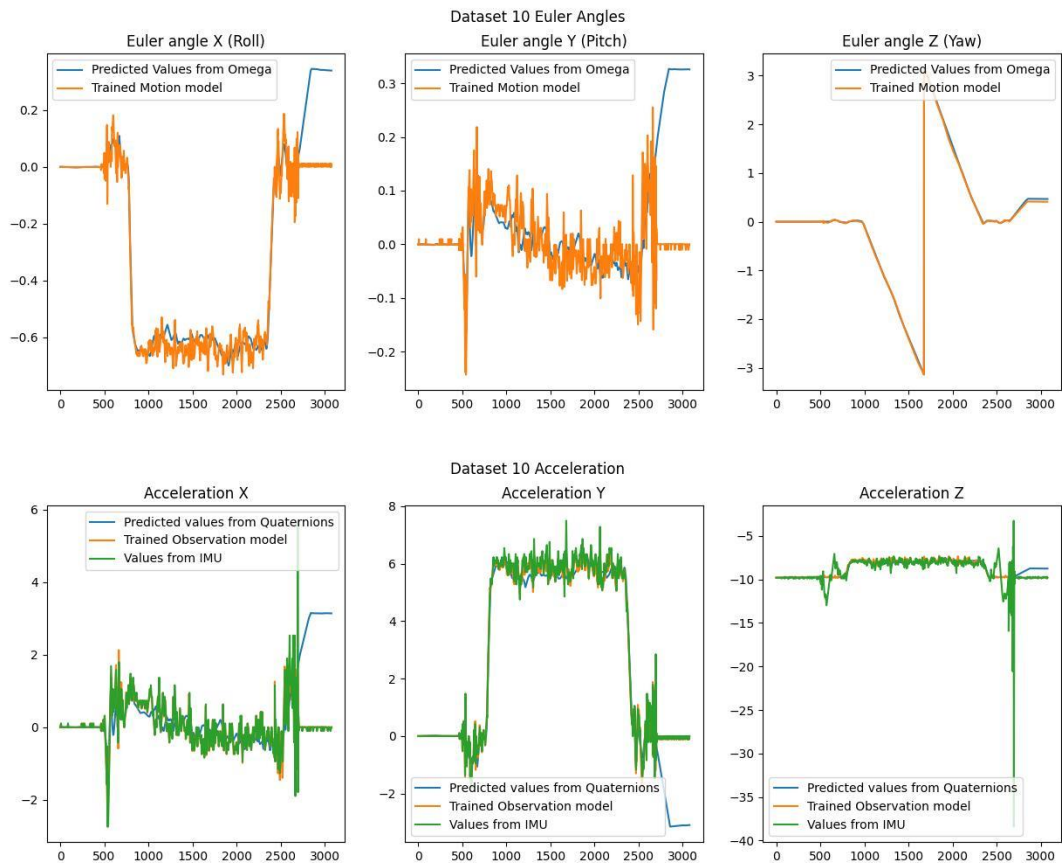 Dataset 10 Euler Angles
Euler angle X (Roll)
Predicted Values from Omega
Trained Motion model
0.2
0.0
−0.2
−0.4
−0.6
0 500 1000 1500 2000 2500 3000
Euler angle Y (Pitch)
Predicted Values from Omega
Trained Motion model
0.3
0.2
0.1
0.0
−0.1
−0.2
0 500 1000 1500 2000 2500 3000
Euler angle Z (Yaw)
Predicted Values from Omega
Trained Motion model
3
2
1
0
−1
−2
−3
0 500 1000 1500 2000 2500 3000
Dataset 10 Acceleration
Acceleration X
Predicted values from Quaternions
Trained Observation model
Values from IMU
6
4
2
0
−2
0 500 1000 1500 2000 2500 3000
Acceleration Y
8
6
4
2
0
−2
Predicted values from Quaternions
Trained Observation model
Values from IMU
0 500 1000 1500 2000 2500 3000
Acceleration Z
−5
−10
−15
−20
−25
−30
−35
−40
Predicted values from Quaternions
Trained Observation model
Values from IMU
0 500 1000 1500 2000 2500 3000